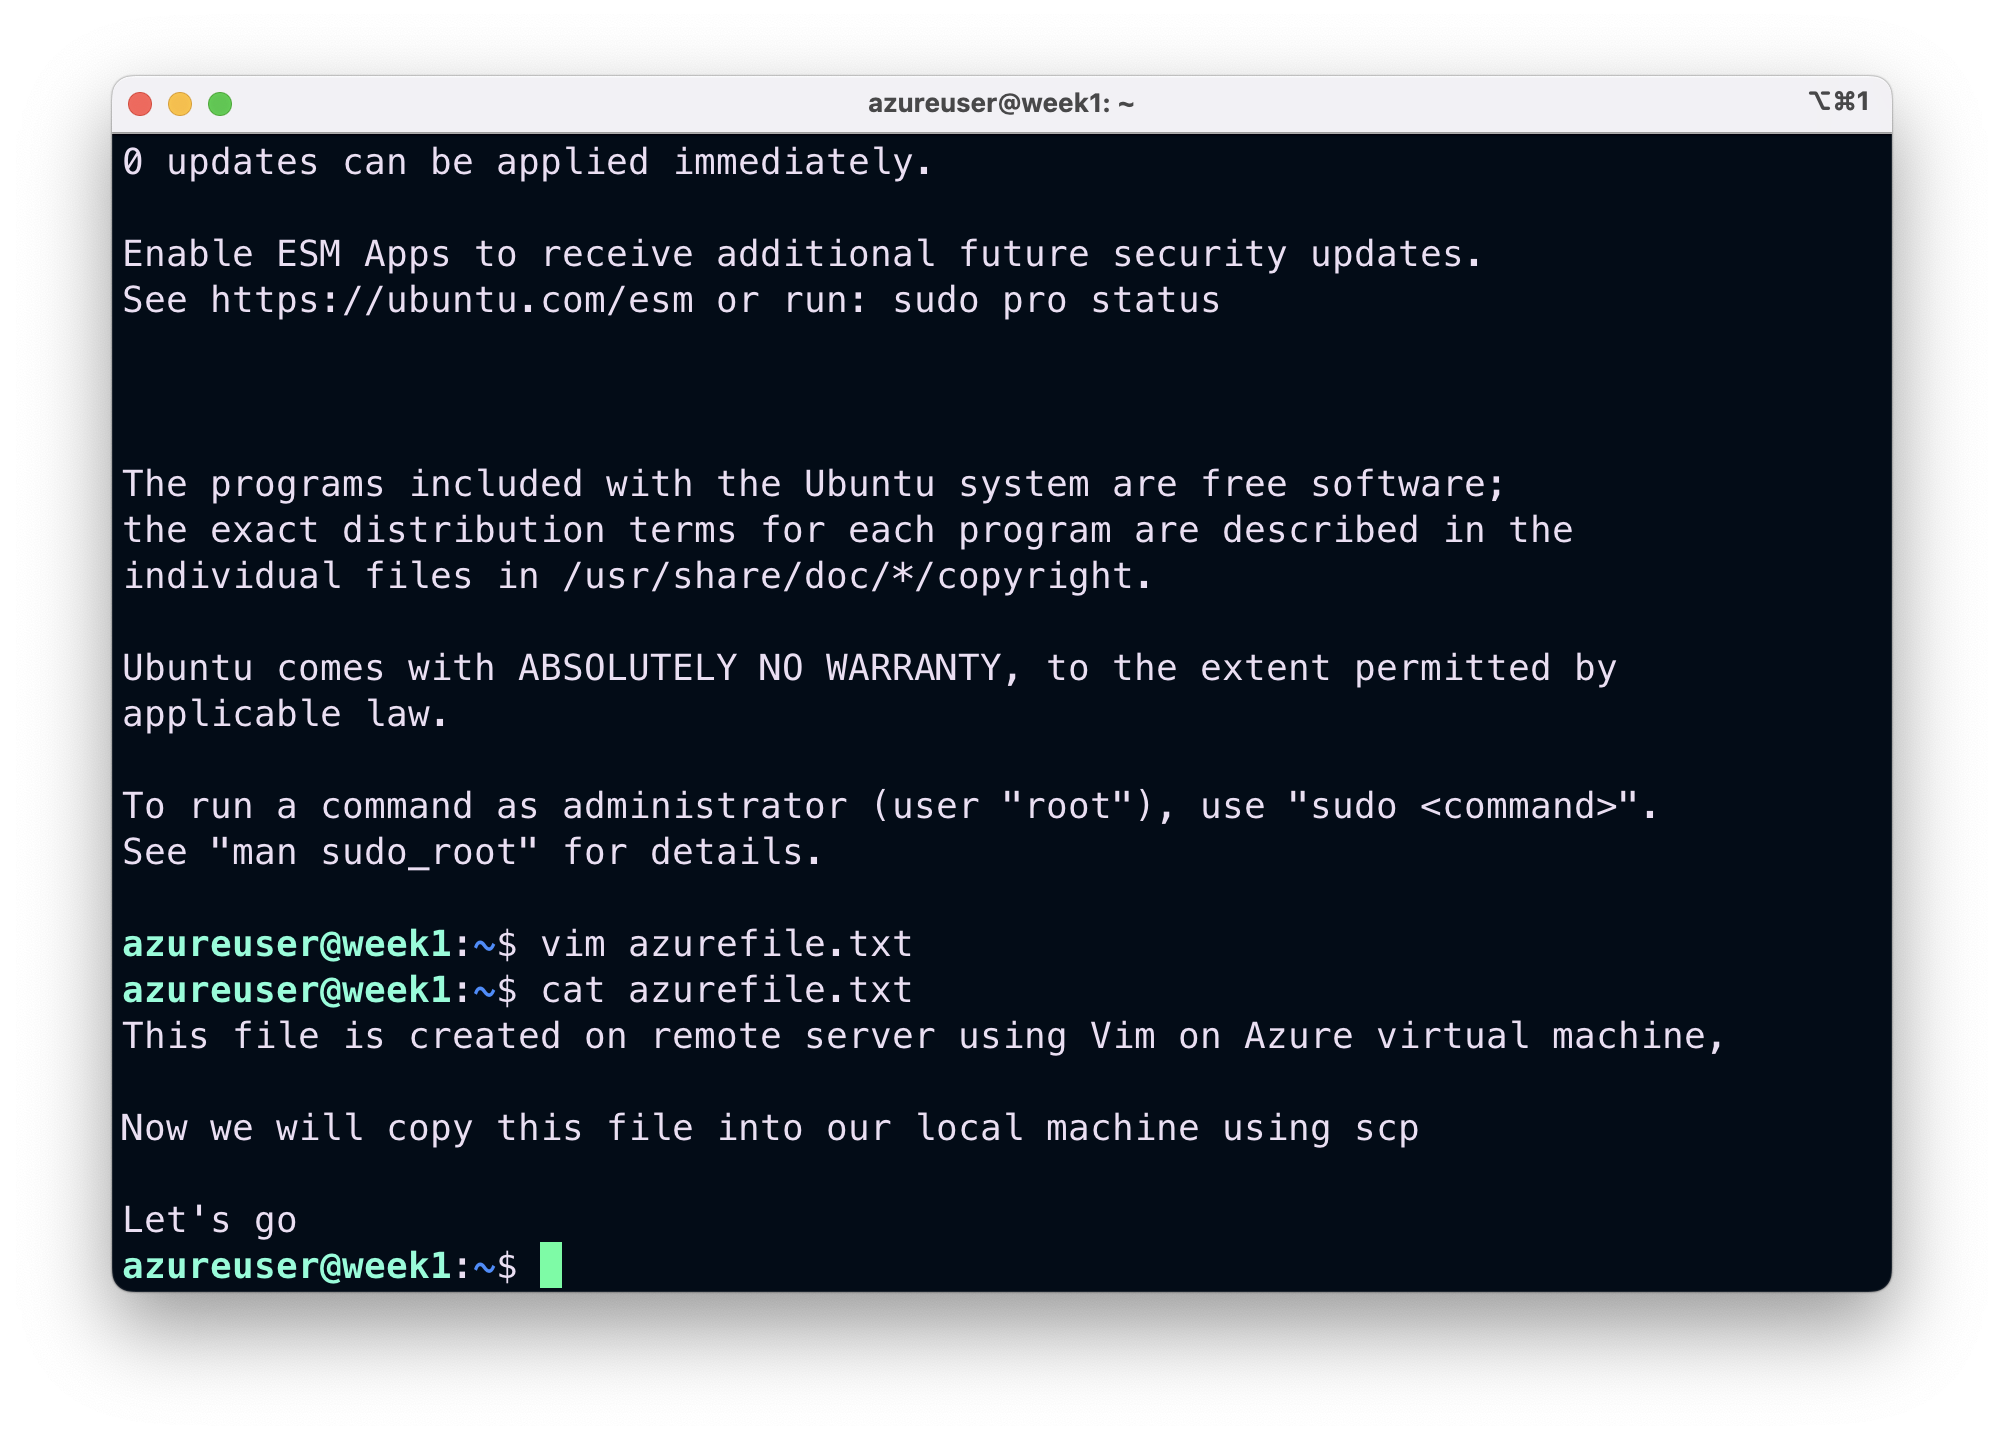 azureuser@week1: ~
⌥⌘1
0 updates can be applied immediately.
Enable ESM Apps to receive additional future security updates.
See https://ubuntu.com/esm or run: sudo pro status
The programs included with the Ubuntu system are free software;
the exact distribution terms for each program are described in the
individual files in /usr/share/doc/*/copyright.
Ubuntu comes with ABSOLUTELY NO WARRANTY, to the extent permitted by
applicable law.
To run a command as administrator (user "root"), use "sudo <command>".
See "man sudo_root" for details.
azureuser@week1:~$ vim azurefile.txt
azureuser@week1:~$ cat azurefile.txt
This file is created on remote server using Vim on Azure virtual machine,
Now we will copy this file into our local machine using scp
Let's go
azureuser@week1:~$